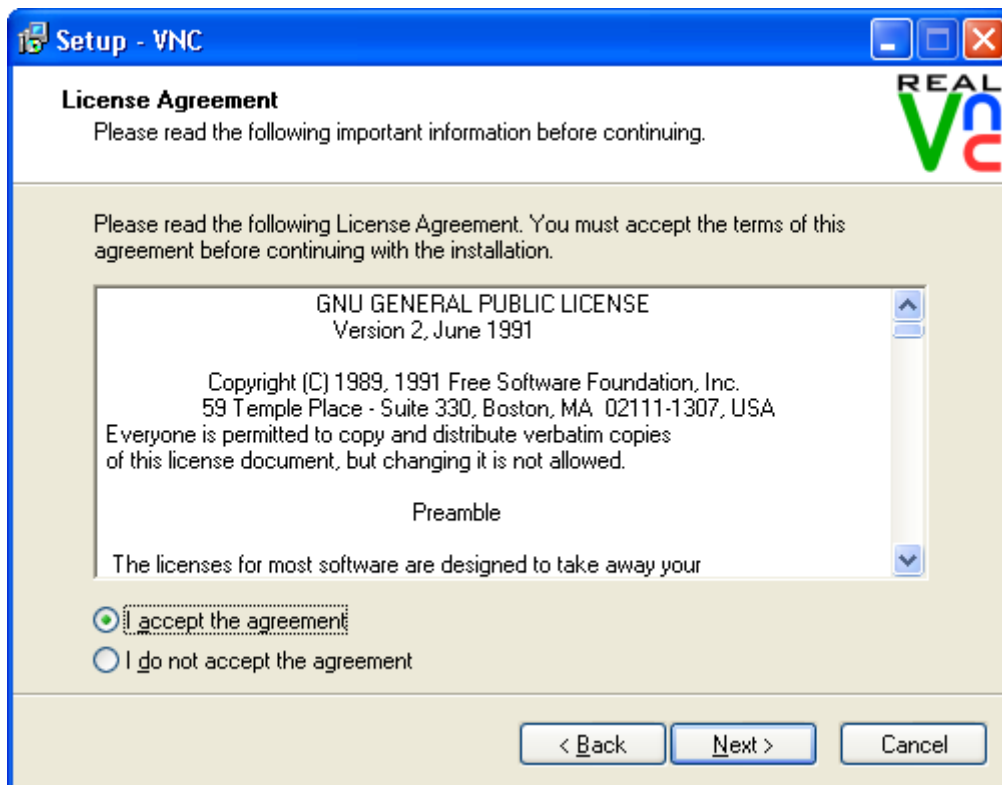 Setup - VNC
License Agreement
Please read the following important information before continuing.
REAL
VNC
Please read the following License Agreement. You must accept the terms of this
agreement before continuing with the installation.
GNU GENERAL PUBLIC LICENSE
Version 2, June 1991
Copyright (C) 1989, 1991 Free Software Foundation, Inc.
59 Temple Place - Suite 330, Boston, MA  02111-1307, USA
Everyone is permitted to copy and distribute verbatim copies
of this license document, but changing it is not allowed.
Preamble
The licenses for most software are designed to take away your
I accept the agreement
I do not accept the agreement
< Back
Next >
Cancel